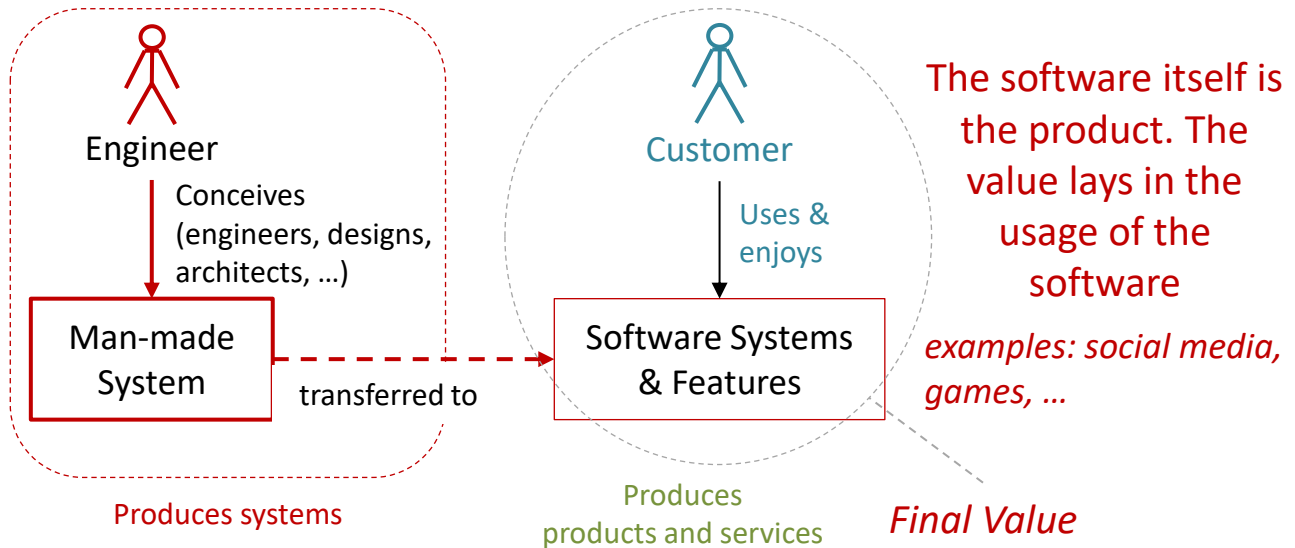 Engineer
Conceives
(engineers, designs,
architects, …)
Man-made
System
transferred to
Produces systems
Customer
Uses &
enjoys
Software Systems
& Features
Produces
products and services
The software itself is
the product. The
value lays in the
usage of the
software
examples: social media,
games, …
Final Value